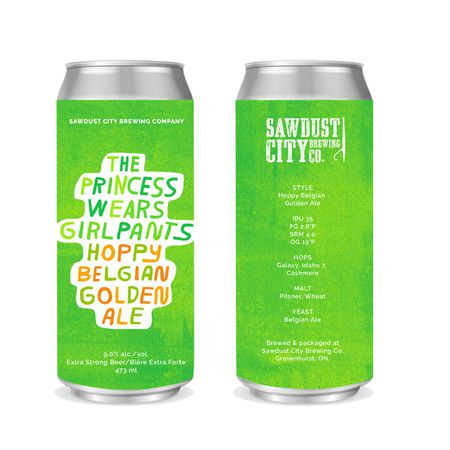 SAWDUST CITY BREWING COMPANY
THE
PRINCESS
WEARS
GIRLPANTS
HOPPY
BELGIAN
GOLDEN
ALE
9.0% alc./vol.
Extra Strong Beer/Bière Extra Forte
473 ml
SAWDUST
CITY BREWING
CO.
STYLE
Hoppy Belgian
Golden Ale
IBU 35
FG 2.8°P
SRM 4.0
OG 19°P
HOPS
Galaxy, Idaho 7,
Cashmere
MALT
Pilsner, Wheat
YEAST
Belgian Ale
Brewed & packaged at
Sawdust City Brewing Co.
Gravenhurst, ON.